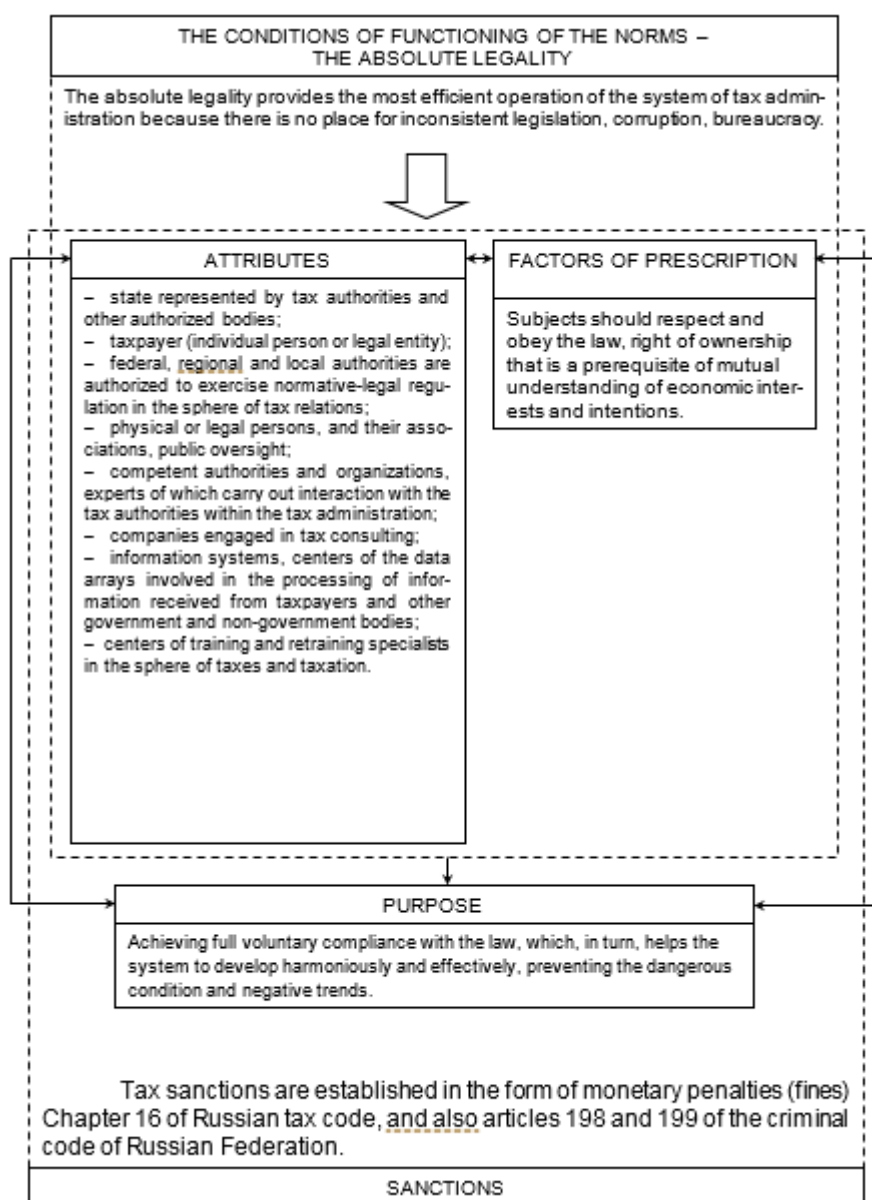 THE CONDITIONS OF FUNCTIONING OF THE NORMS –
THE ABSOLUTE LEGALITY
The absolute legality provides the most efficient operation of the system of tax admin-
istration because there is no place for inconsistent legislation, corruption, bureaucracy.
ATTRIBUTES
– state represented by tax authorities and
other authorized bodies;
– taxpayer (individual person or legal entity);
– federal, regional and local authorities are
authorized to exercise normative-legal regu-
lation in the sphere of tax relations;
– physical or legal persons, and their asso-
ciations, public oversight;
– competent authorities and organizations,
experts of which carry out interaction with the
tax authorities within the tax administration;
– companies engaged in tax consulting;
– information systems, centers of the data
arrays involved in the processing of infor-
mation received from taxpayers and other
government and non-government bodies;
– centers of training and retraining specialists
in the sphere of taxes and taxation.
FACTORS OF PRESCRIPTION
Subjects should respect and
obey the law, right of ownership
that is a prerequisite of mutual
understanding of economic inter-
ests and intentions.
PURPOSE
Achieving full voluntary compliance with the law, which, in turn, helps the
system to develop harmoniously and effectively, preventing the dangerous
condition and negative trends.
Tax sanctions are established in the form of monetary penalties (fines)
Chapter 16 of Russian tax code, and also articles 198 and 199 of the criminal
code of Russian Federation.
SANCTIONS